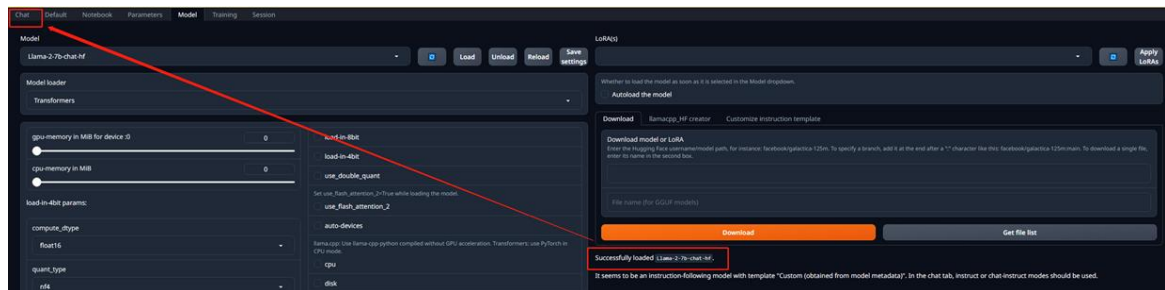 Chat Default Notebook Parameters Model Training Session
Model
Llama-2-7b-chat-hf
Load
Unload
Reload
Save settings
Model loader
Transformers
gpu-memory in MiB for device :0
0
cpu-memory in MiB
0
load-in-4bit params:
compute_dtype
float16
quant_type
nf4
load-in-8bit
load-in-4bit
use_double_quant
Set use_flash_attention_2=True while loading the model.
use_flash_attention_2
auto-devices
llama.cpp: Use llama-cpp-python compiled without GPU acceleration. Transformers: use PyTorch in
CPU mode.
cpu
disk
LoRA(s)
Apply
LoRAs
Whether to load the model as soon as it is selected in the Model dropdown.
Autoload the model
Download llamacpp_HF creator Customize instruction template
Download model or LoRA
Enter the Hugging Face username/model path, for instance: facebook/galactica-125m. To specify a branch, add it at the end after a ":" character like this: facebook/galactica-125m:main. To download a single file,
enter its name in the second box.
File name (for GGUF models)
Download
Get file list
Successfully loaded Llama-2-7b-chat-hf.
It seems to be an instruction-following model with template "Custom (obtained from model metadata)". In the chat tab, instruct or chat-instruct modes should be used.